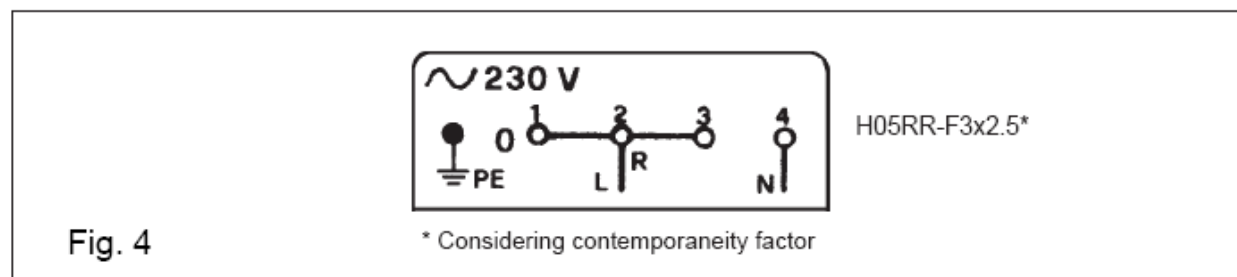 230 V
1 2 3 4
0
R
PE L N
H05RR-F3x2.5*
* Considering contemporaneity factor
Fig. 4